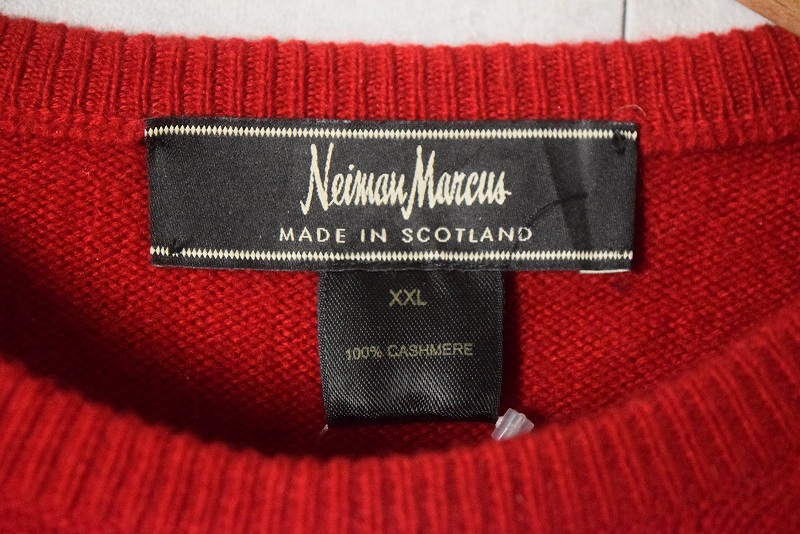 Neiman Marcus
MADE IN SCOTLAND
XXL
100% CASHMERE